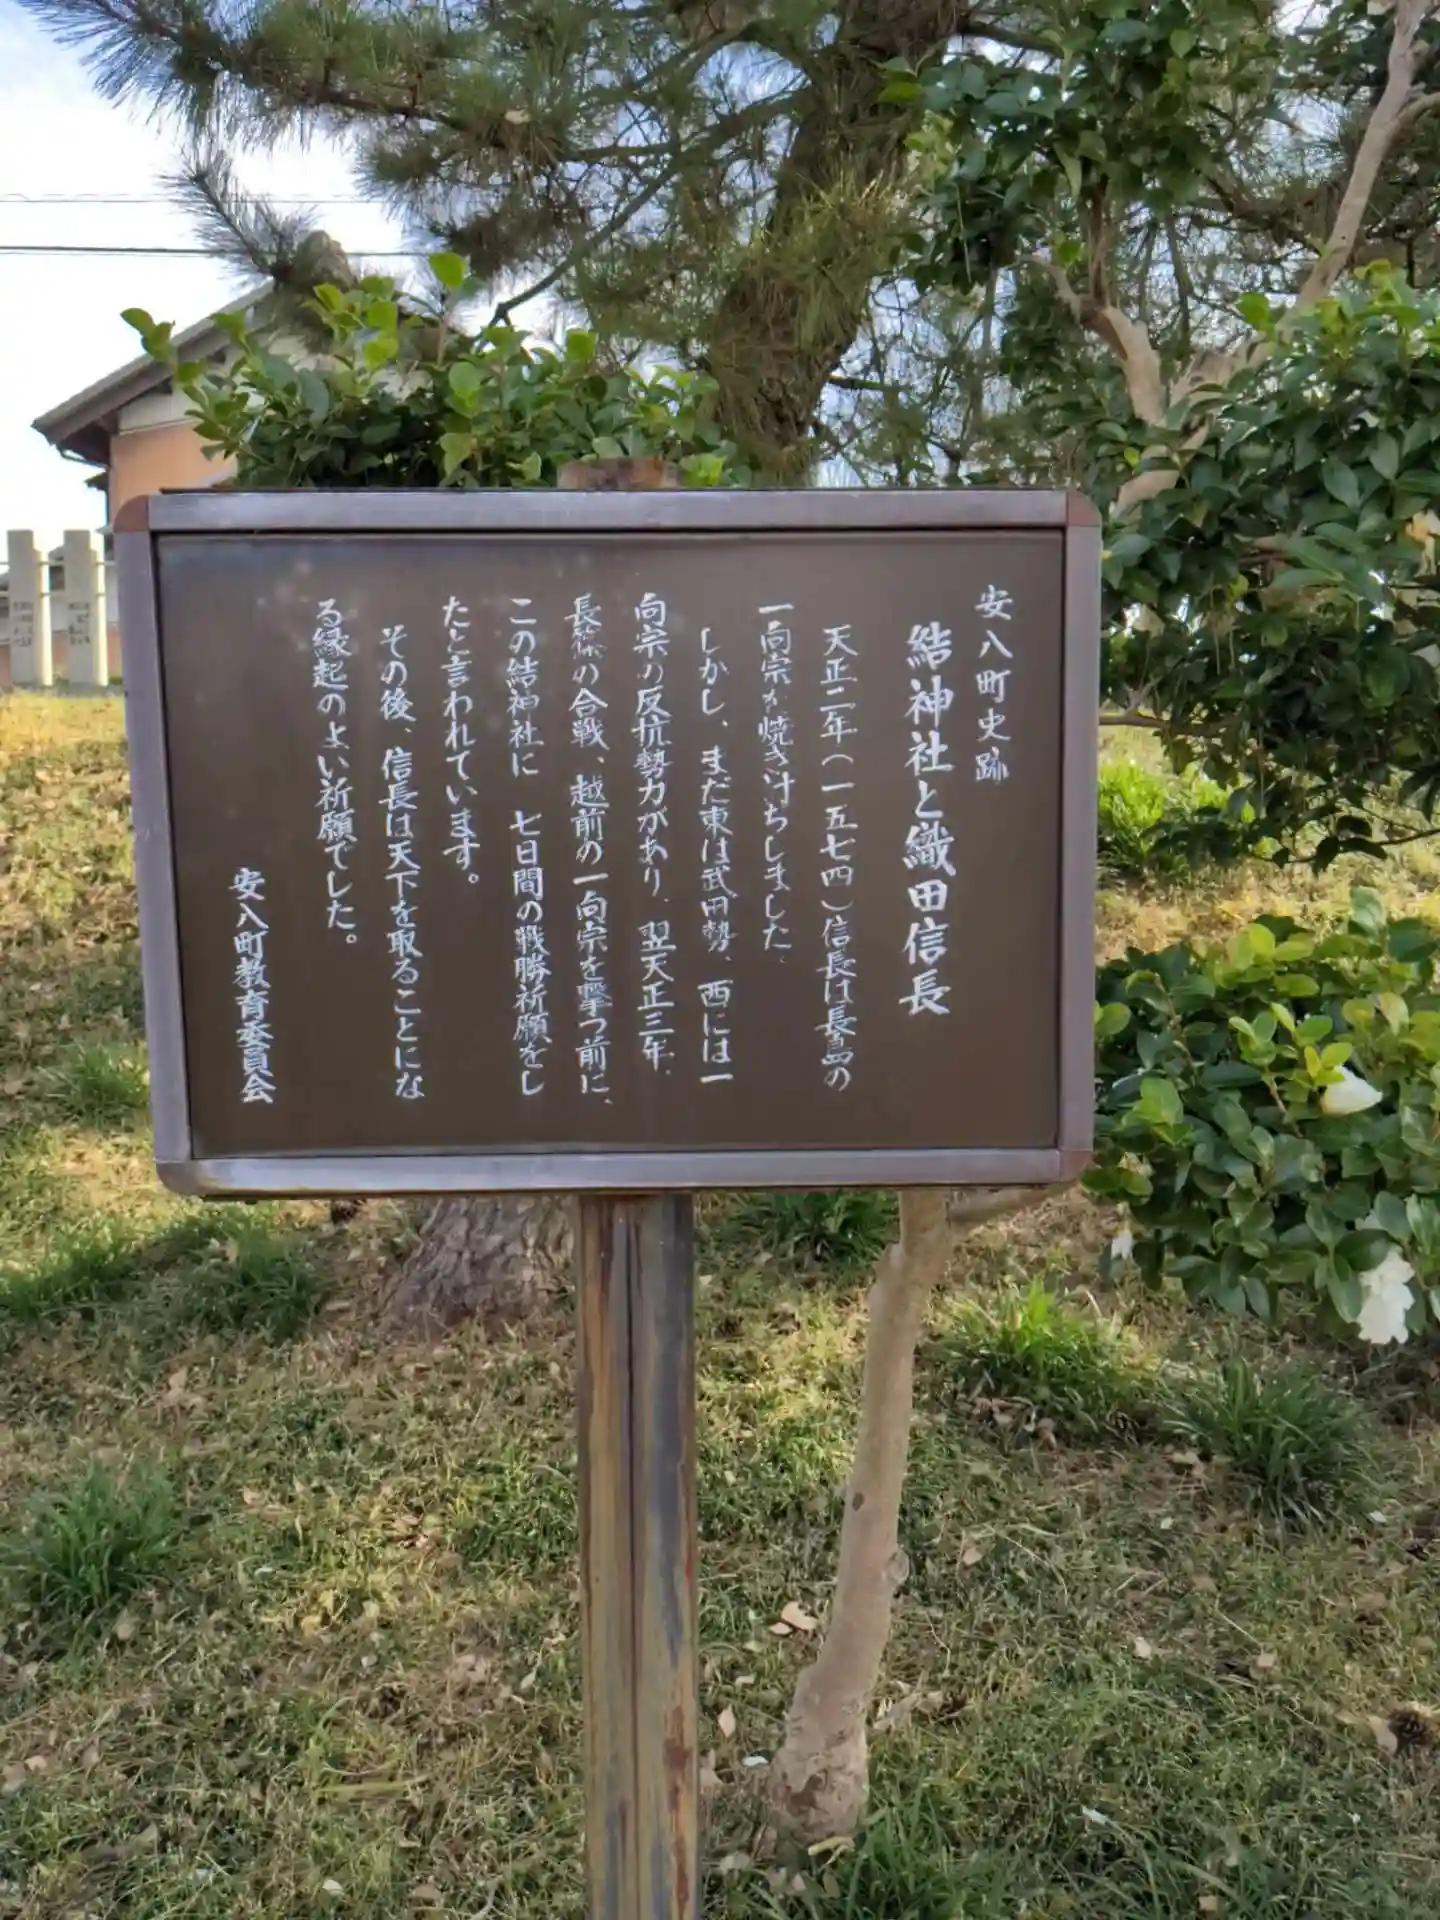 安八町史跡
結神社と織田信長
天正二年(一五七四)信長は長島の
一向宗が焼き討ちしました。
しかし、まだ東は武田勢、西には一
向宗の反抗勢力があり、翌天正三年、
長篠の合戦、越前の一向宗を撃つ前に、
この結神社に 七日間の戦勝祈願をし
たと言われています。
その後、信長は天下を取ることにな
る縁起のよい祈願でした。
安八町教育委員会